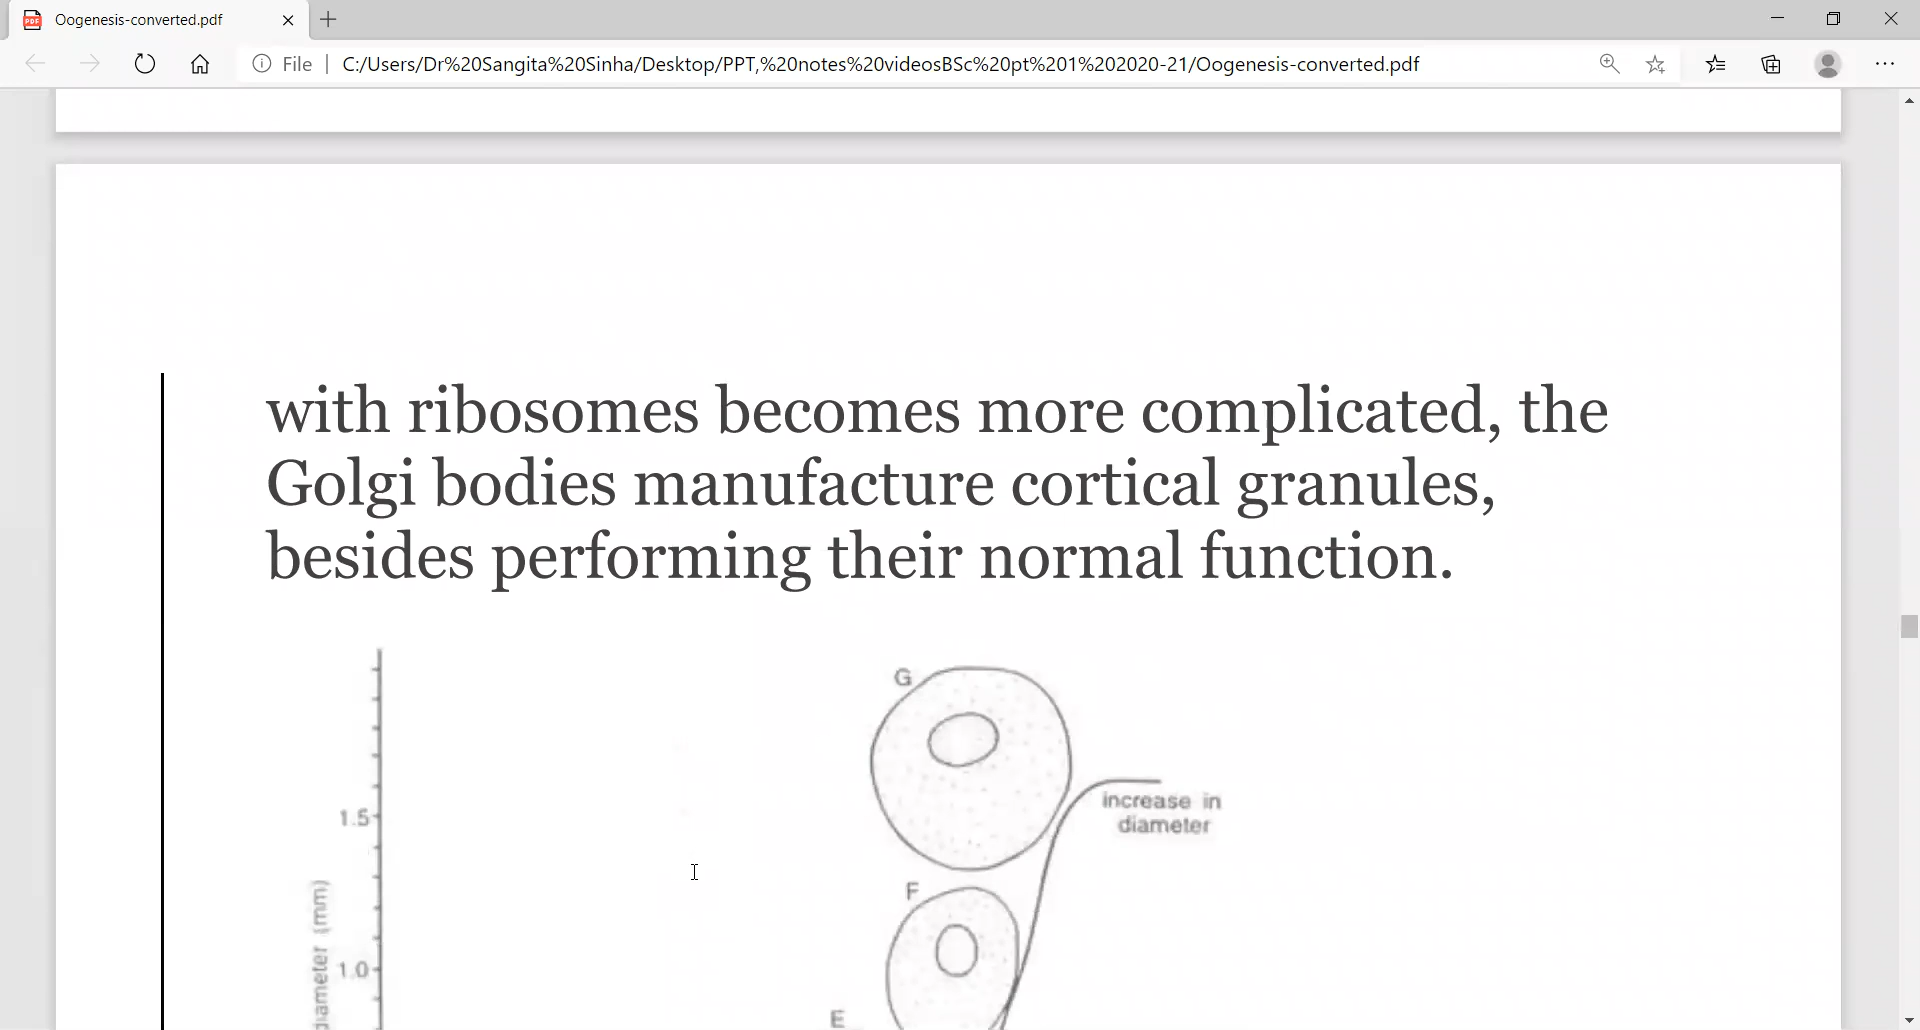 Oogenesis-converted.pdf
File
C:/Users/Dr%20Sangita%20Sinha/Desktop/PPT,%20notes%20videosBSc%20pt%201%202020-21/Oogenesis-converted.pdf
with ribosomes becomes more complicated, the
Golgi bodies manufacture cortical granules,
besides performing their normal function.
G
increase in
diameter
1.5
F
diameter (mm)
1.0
E